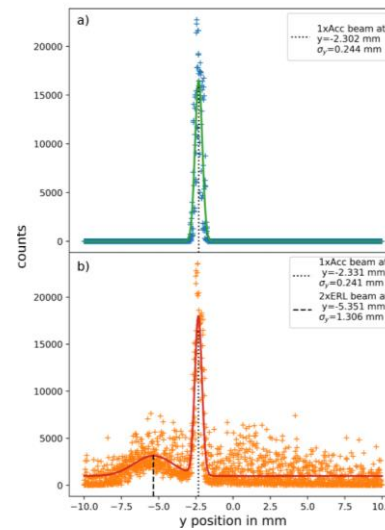 a)
1xAcc beam at
y=-2.302 mm
σy=0.244 mm
20000
15000
10000
5000
0
counts
b)
1xAcc beam at
y=-2.331 mm
σy=0.241 mm
2xERL beam at
y=-5.351 mm
σy=1.306 mm
20000
15000
10000
5000
0
-10.0 -7.5 -5.0 -2.5 0.0 2.5 5.0 7.5 10.
y position in mm